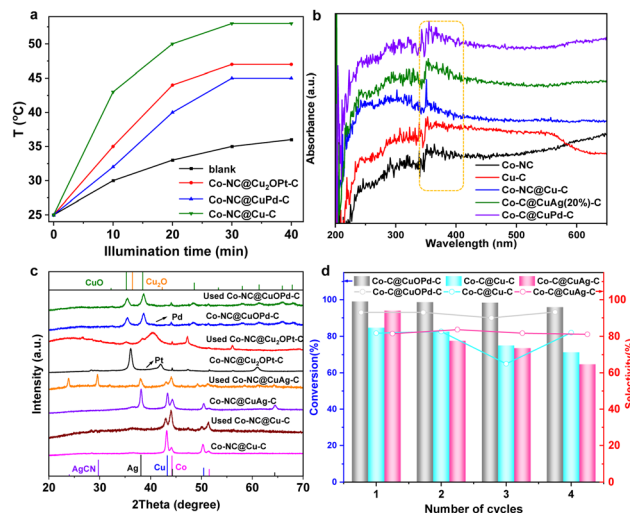 a
T (°C)
55
50
45
40
35
30
25
blank
Co-NC@Cu₂OPt-C
Co-NC@CuPd-C
Co-NC@Cu-C
0 10 20 30 40
Illumination time (min)
b
Absorbance (a.u.)
Co-NC
Cu-C
Co-NC@Cu-C
Co-C@CuAg(20%)-C
Co-C@CuPd-C
200 300 400 500 600
Wavelength (nm)
c
Intensity (a.u.)
CuO Cu₂O
Used Co-NC@CuOPd-C
Pd Co-NC@CuOPd-C
Used Co-NC@Cu₂OPt-C
Pt Co-NC@Cu₂OPt-C
Used Co-NC@CuAg-C
Co-NC@CuAg-C
Used Co-NC@Cu-C
Co-NC@Cu-C
AgCN Ag Cu Co
20 30 40 50 60 70
2Theta (degree)
d
Co-C@CuOPd-C Co-C@Cu-C Co-C@CuAg-C
Co-C@CuOPd-C Co-C@Cu-C Co-C@CuAg-C
Conversion(%)
100
80
60
40
20
0
Selectivity(%)
100
80
60
40
20
0
1 2 3 4
Number of cycles